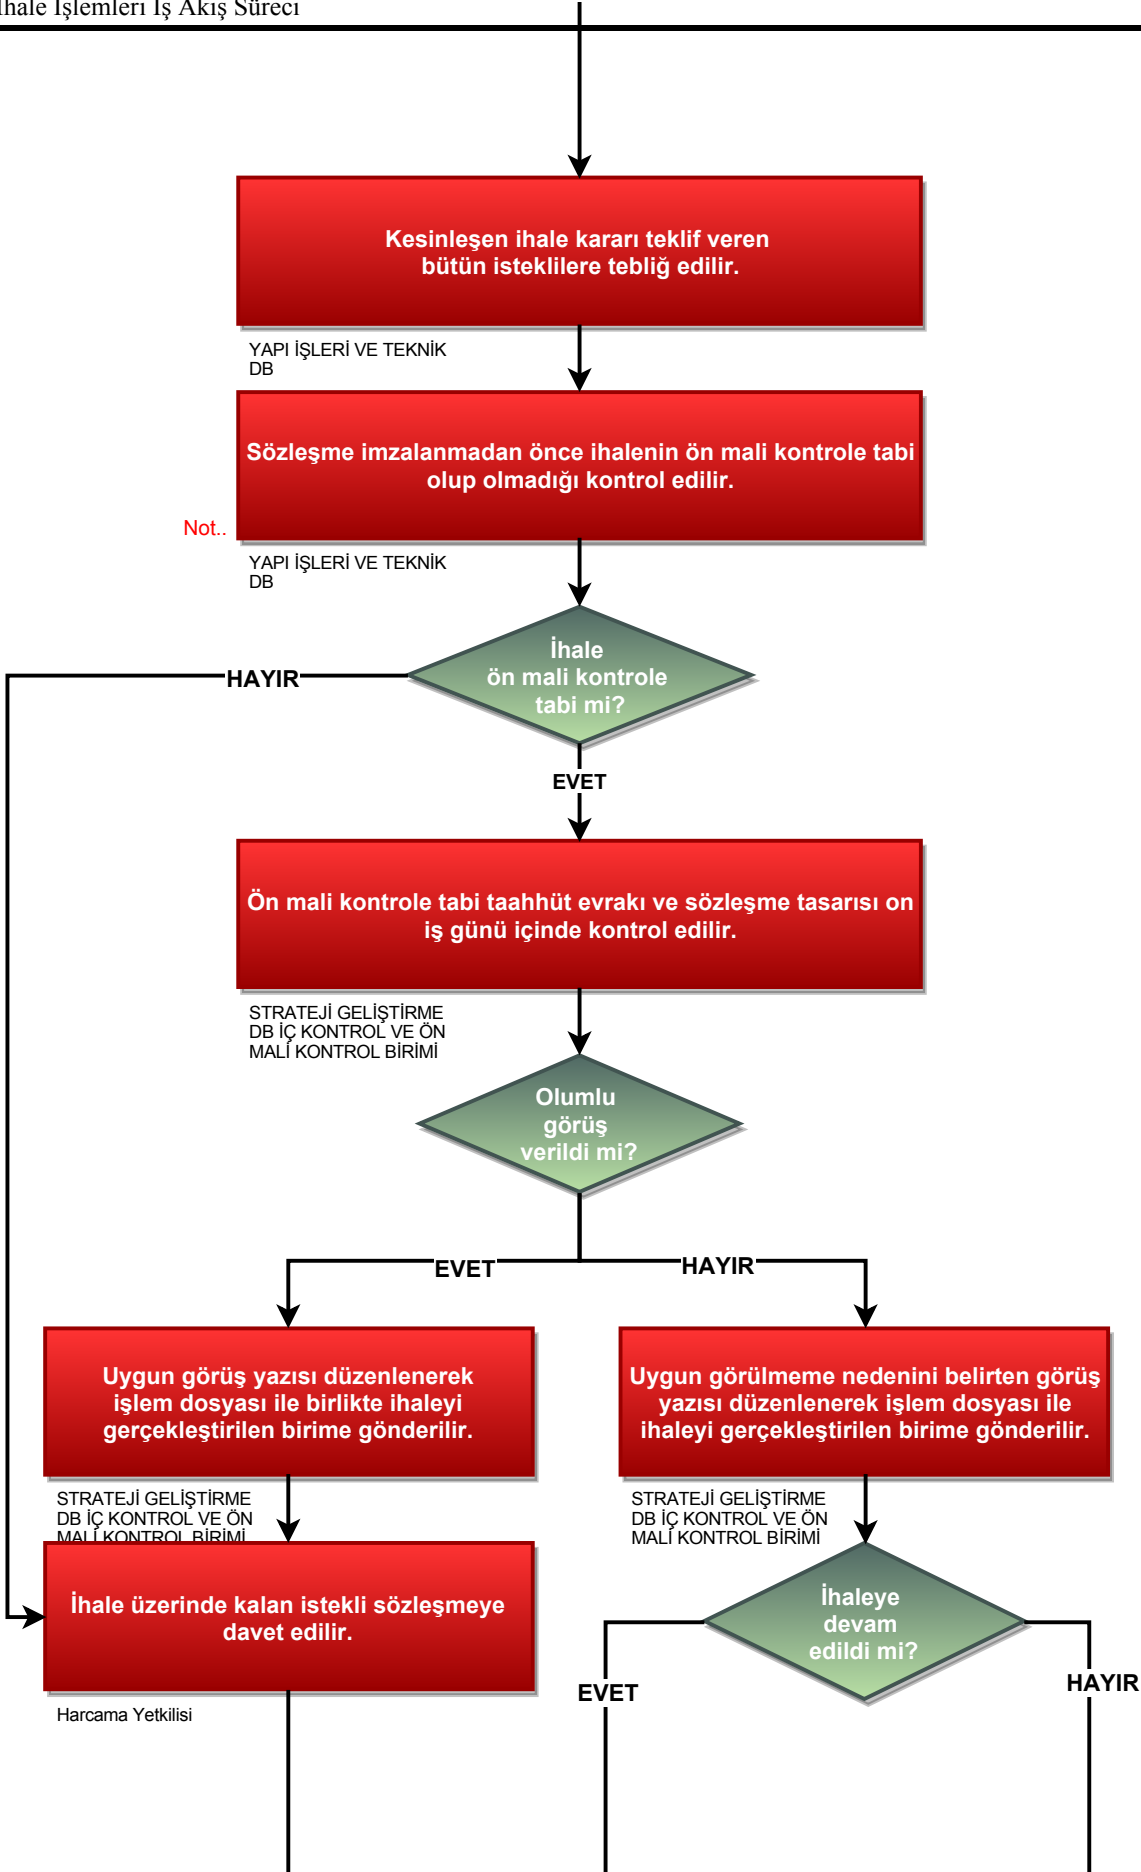 İhale İşlemleri İş Akış Süreci
Kesinleşen ihale kararı teklif veren
bütün isteklilere tebliğ edilir.
YAPI İŞLERİ VE TEKNİK
DB
Sözleşme imzalanmadan önce ihalenin ön mali kontrole tabi
olup olmadığı kontrol edilir.
Not..
YAPI İŞLERİ VE TEKNİK
DB
İhale
ön mali kontrole
tabi mi?
HAYIR
EVET
Ön mali kontrole tabi taahhüt evrakı ve sözleşme tasarısı on
iş günü içinde kontrol edilir.
STRATEJİ GELİŞTİRME
DB İÇ KONTROL VE ÖN
MALİ KONTROL BİRİMİ
Olumlu
görüş
verildi mi?
EVET
HAYIR
Uygun görüş yazısı düzenlenerek
işlem dosyası ile birlikte ihaleyi
gerçekleştirilen birime gönderilir.
STRATEJİ GELİŞTİRME
DB İÇ KONTROL VE ÖN
MALİ KONTROL BİRİMİ
Uygun görülmeme nedenini belirten görüş
yazısı düzenlenerek işlem dosyası ile
ihaleyi gerçekleştirilen birime gönderilir.
STRATEJİ GELİŞTİRME
DB İÇ KONTROL VE ÖN
MALİ KONTROL BİRİMİ
İhale üzerinde kalan istekli sözleşmeye
davet edilir.
Harcama Yetkilisi
İhaleye
devam
edildi mi?
EVET
HAYIR